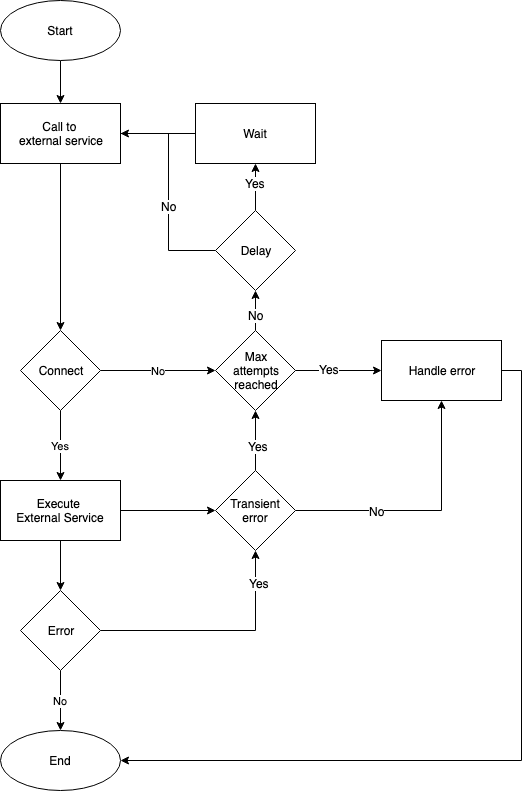 Start
Call to
external service
Wait
Yes
No
Delay
No
Connect
No
Max
attempts
reached
Yes
Handle error
Yes
Yes
Execute
External Service
Transient
error
No
Yes
Error
No
End